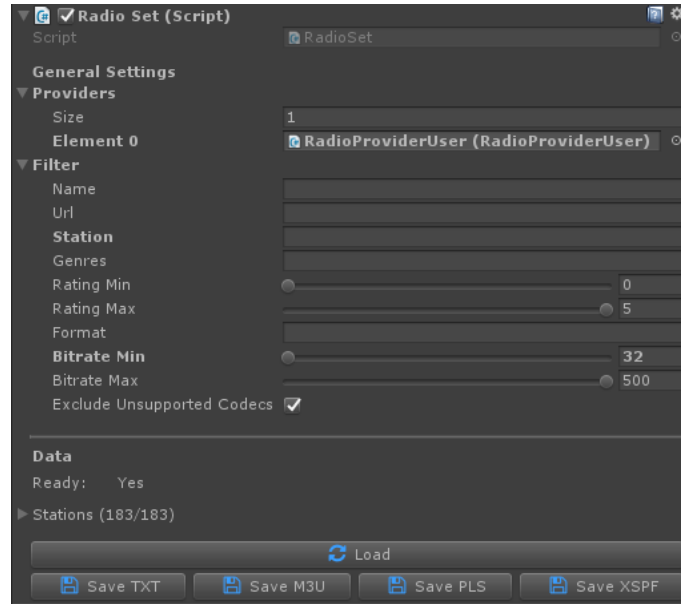 Radio Set (Script)
Script RadioSet
General Settings
Providers
Size 1
Element 0 RadioProviderUser (RadioProviderUser)
Filter
Name
Url
Station
Genres
Rating Min 0
Rating Max 5
Format
Bitrate Min 32
Bitrate Max 500
Exclude Unsupported Codecs
Data
Ready: Yes
Stations (183/183)
Load
Save TXT Save M3U Save PLS Save XSPF